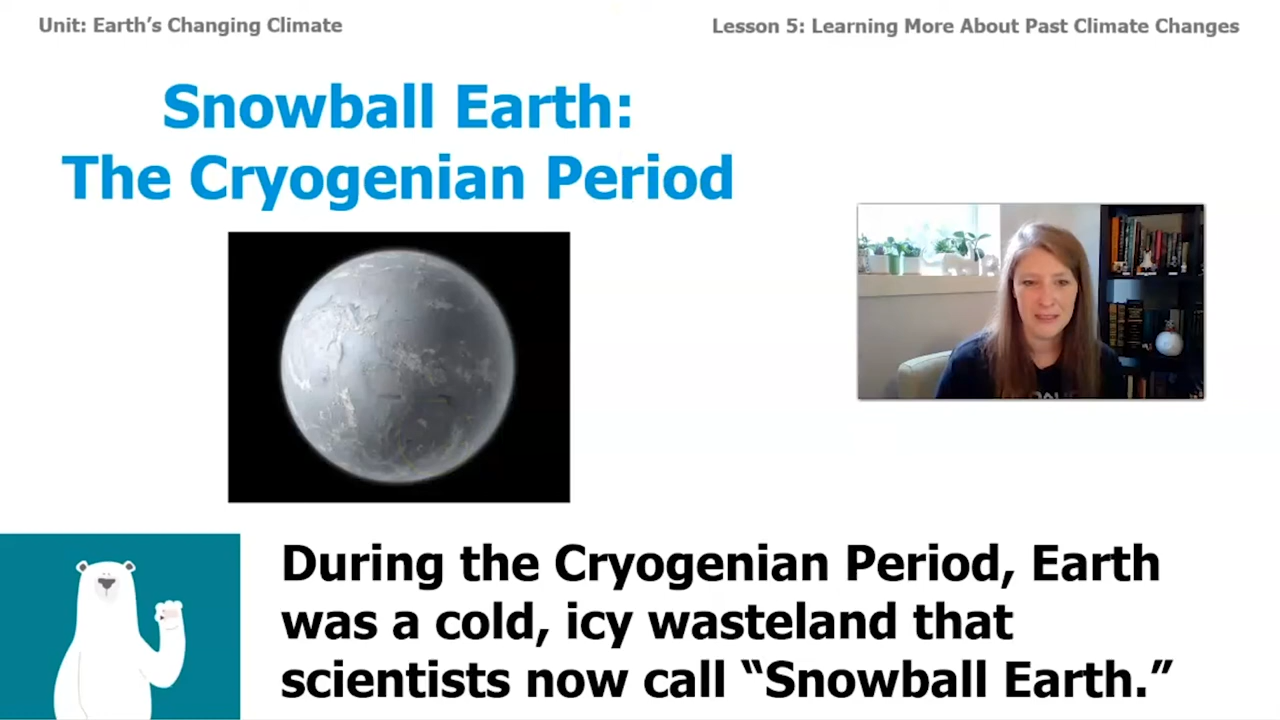 Unit: Earth’s Changing Climate
Lesson 5: Learning More About Past Climate Changes
Snowball Earth:
The Cryogenian Period
During the Cryogenian Period, Earth
was a cold, icy wasteland that
scientists now call “Snowball Earth.”